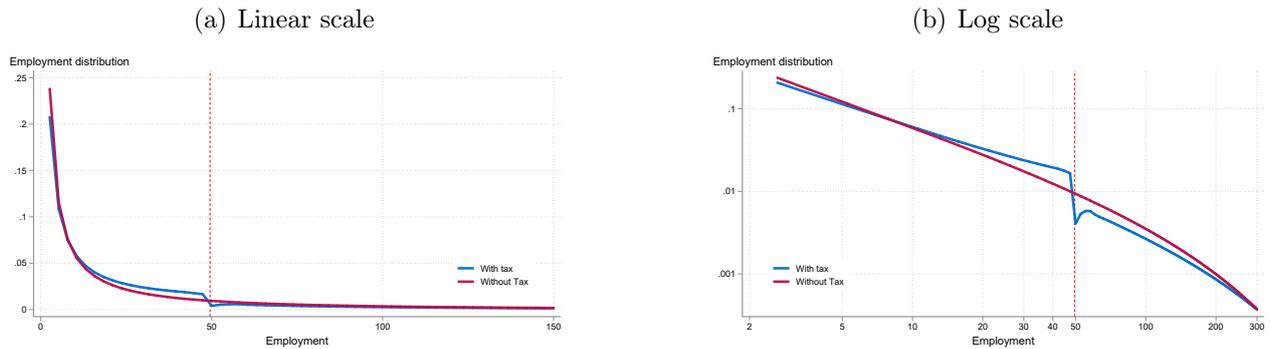 (a) Linear scale
Employment distribution
.25
.2
.15
.1
.05
0
0 50 100 150
Employment
With tax
Without Tax
(b) Log scale
Employment distribution
.1
.01
.001
2 5 10 20 30 40 50 100 200 300
Employment
With tax
Without Tax